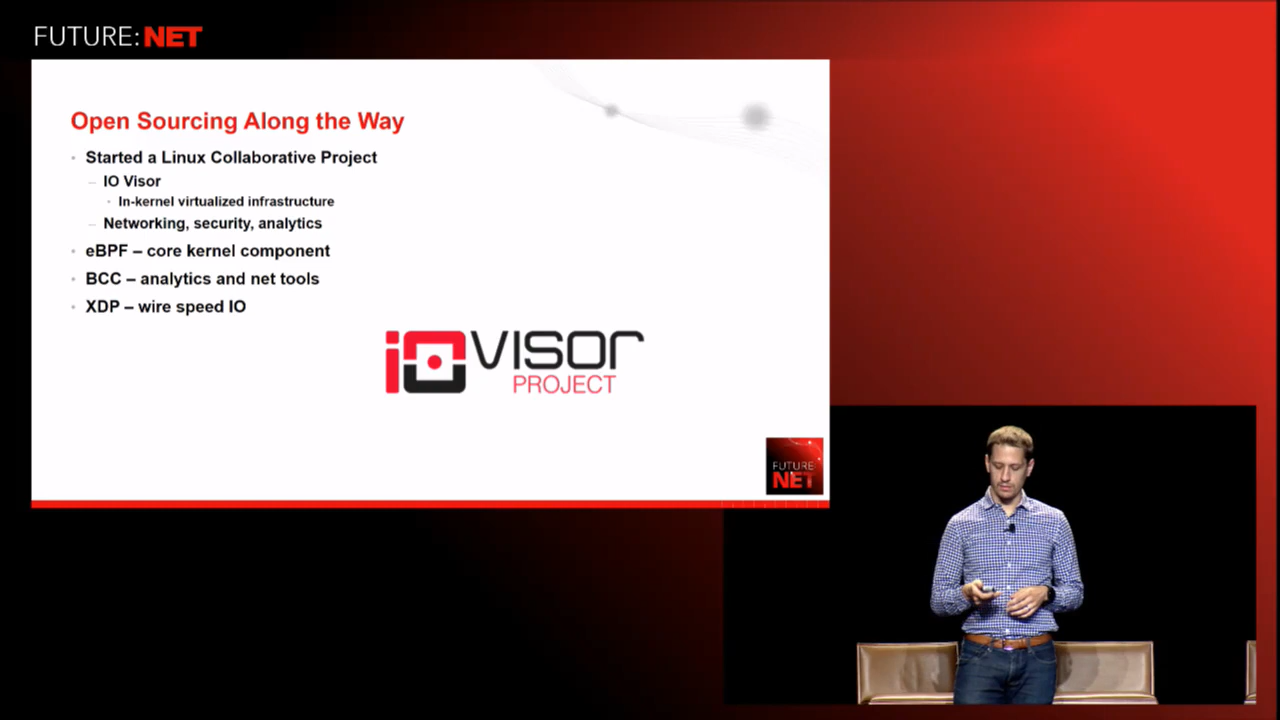 FUTURE:NET
Open Sourcing Along the Way
Started a Linux Collaborative Project
IO Visor
In-kernel virtualized infrastructure
Networking, security, analytics
eBPF – core kernel component
BCC – analytics and net tools
XDP – wire speed IO
iO VISOR
PROJECT
FUTURE:
NET